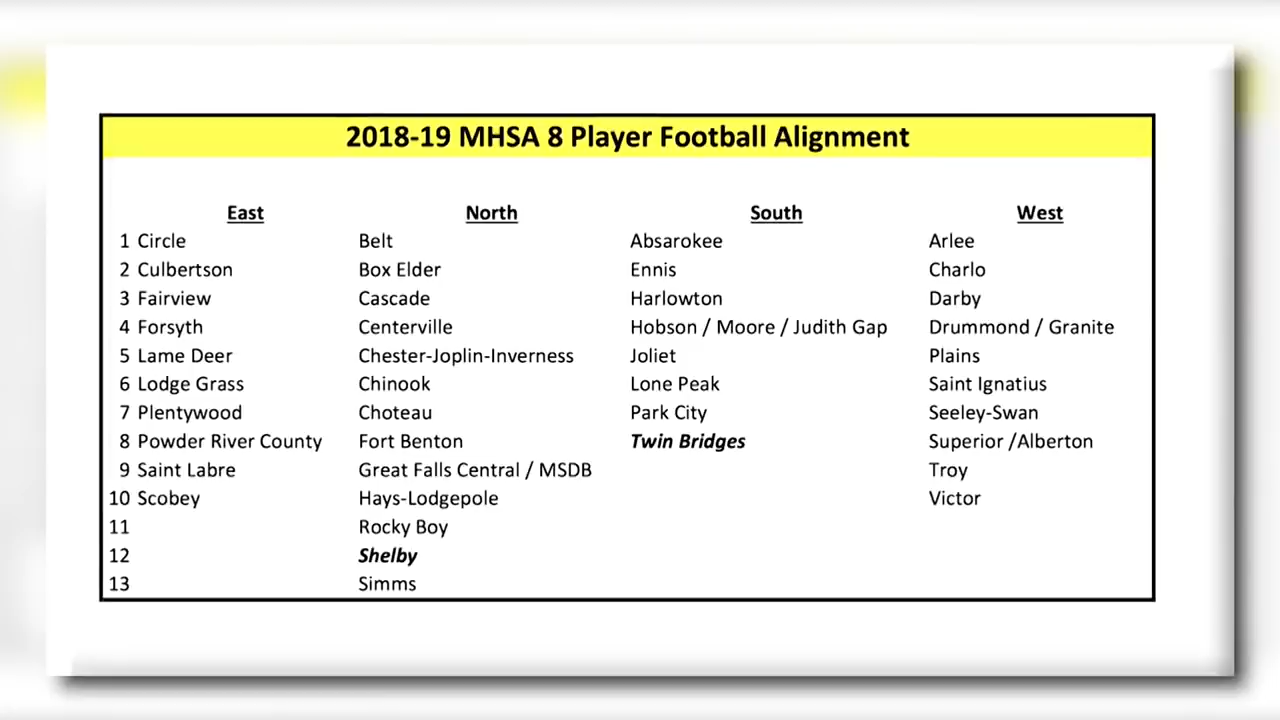 2018-19 MHSA 8 Player Football Alignment
East North South West
1 Circle Belt Absarokee Arlee
2 Culbertson Box Elder Ennis Charlo
3 Fairview Cascade Harlowton Darby
4 Forsyth Centerville Hobson / Moore / Judith Gap Drummond / Granite
5 Lame Deer Chester-Joplin-Inverness Joliet Plains
6 Lodge Grass Chinook Lone Peak Saint Ignatius
7 Plentywood Choteau Park City Seeley-Swan
8 Powder River County Fort Benton Twin Bridges Superior /Alberton
9 Saint Labre Great Falls Central / MSDB Troy
10 Scobey Hays-Lodgepole Victor
11 Rocky Boy
12 Shelby
13 Simms